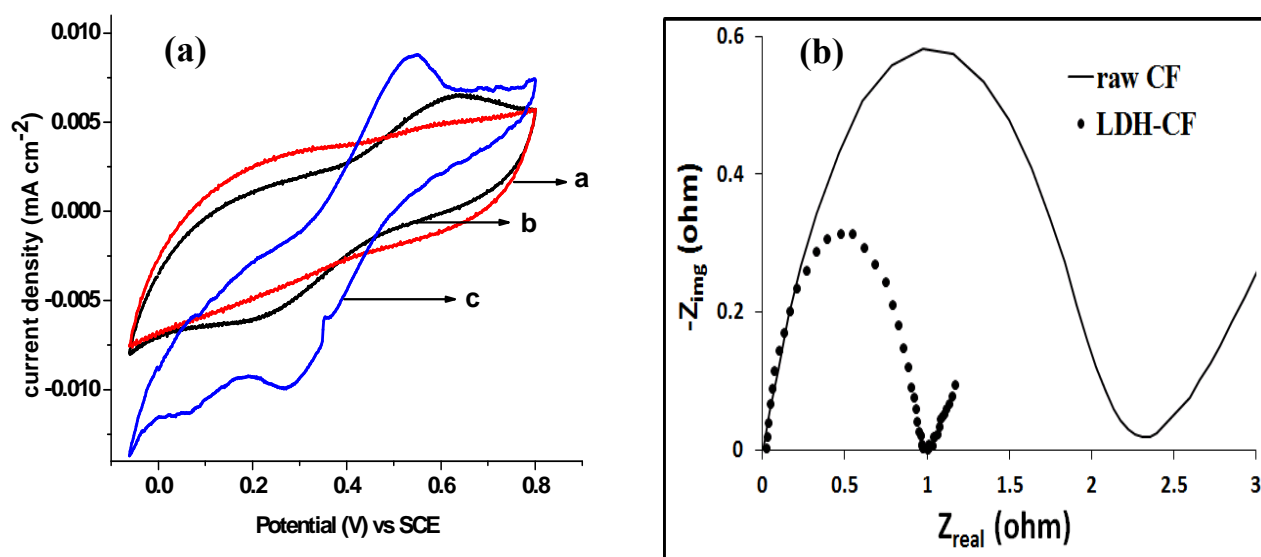 (a)
0.010
0.005
0.000
-0.005
-0.010
current density (mA cm⁻²)
a
b
c
0.0
0.2
0.4
0.6
0.8
Potential (V) vs SCE
(b)
raw CF
LDH-CF
0.6
0.4
0.2
0
-Zimg (ohm)
0
0.5
1
1.5
2
2.5
3
Zreal (ohm)